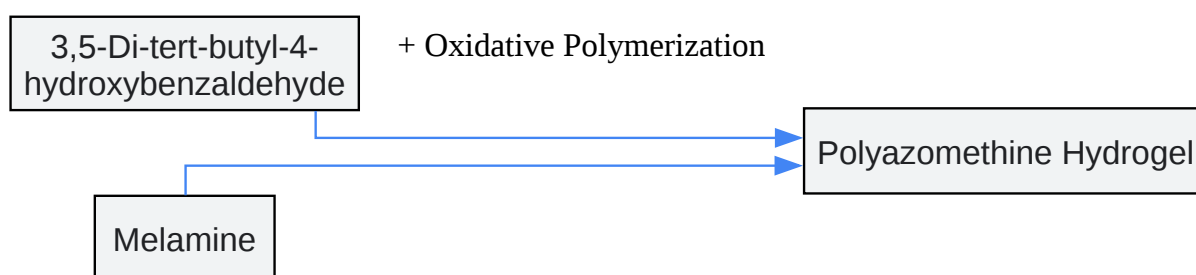 3,5-Di-tert-butyl-4-
hydroxybenzaldehyde
+ Oxidative Polymerization
Polyazomethine Hydrogel
Melamine